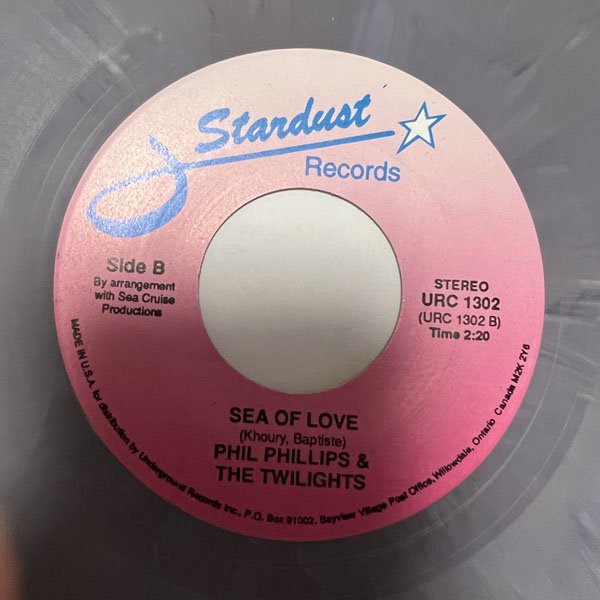 Stardust
Records
Side B
By arrangement
with Sea Cruise
Productions
STEREO
URC 1302
(URC 1302 B)
Time 2:20
SEA OF LOVE
(Khoury, Baptiste)
PHIL PHILLIPS &
THE TWILIGHTS
MADE IN U.S.A. for distribution by Underground Records Inc., P.O. Box 91002, Bayview Village Post Office, Willowdale, Ontario Canada M2K 2Y6